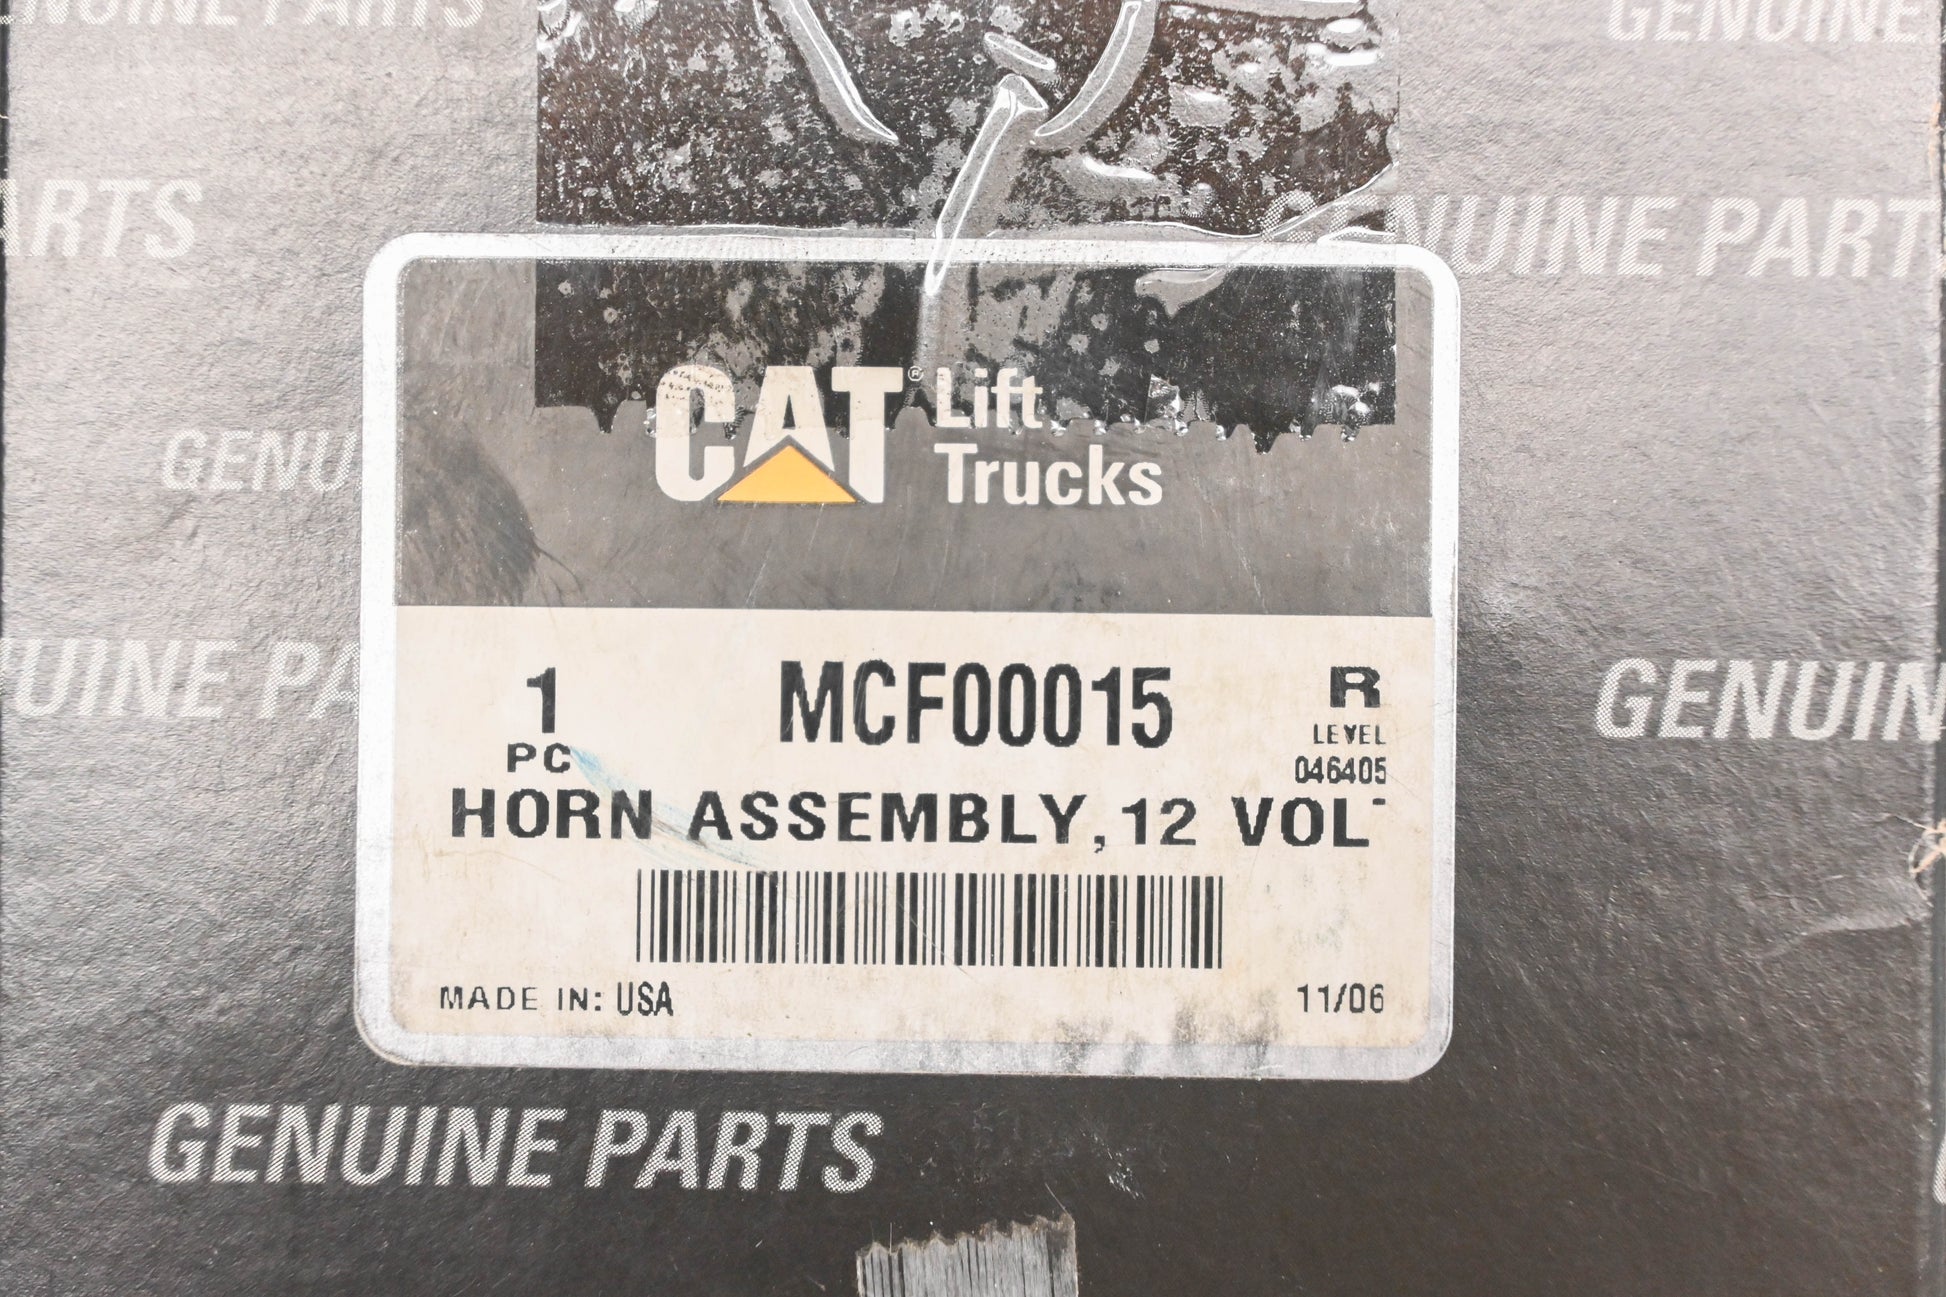 GENUINE PARTS
GENUINE
ARTS
GENUINE PARTS
CAT® Lift
Trucks
GENU
UINE PA
GENUIN
1
PC
MCF00015
R
LEVEL
046405
HORN ASSEMBLY, 12 VOL
MADE IN: USA
11/06
GENUINE PARTS